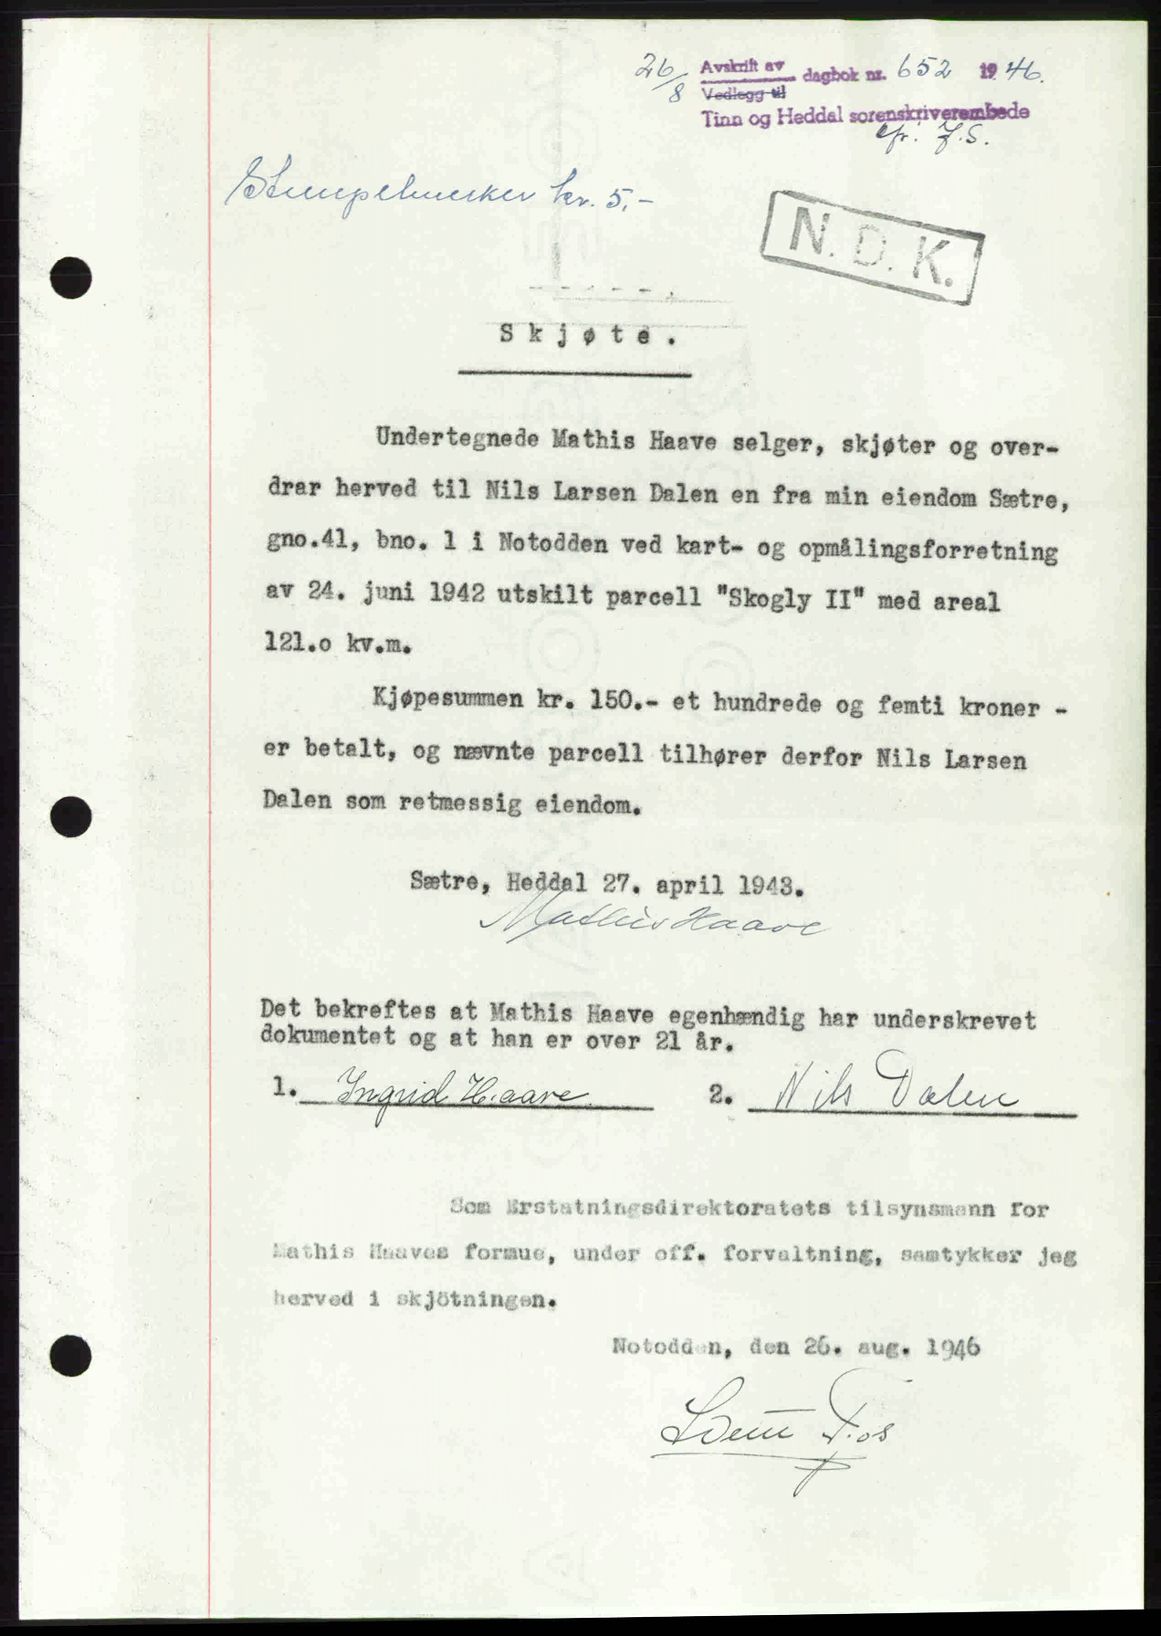 26/8 Avskrift av dagbok nr. 652 1946.
Vedlegg til
Tinn og Heddal sorenskriverembede
Stempelmerker kr. 5.-
N. D. K.
Skjøte.
Undertegnede Mathis Haave selger, skjøter og over-
drar herved til Nils Larsen Dalen en fra min eiendom Sætre,
gno.41, bno. 1 i Notodden ved kart- og opmålingsforretning
av 24. juni 1942 utskilt parcell "Skogly II" med areal
121.o kv.m.
Kjøpesummen kr. 150.- et hundrede og femti kroner -
er betalt, og nævnte parcell tilhører derfor Nils Larsen
Dalen som retmessig eiendom.
Sætre, Heddal 27. april 1943.
Mathis Haave
Det bekreftes at Mathis Haave egenhændig har underskrevet
dokumentet og at han er over 21 år.
1. Ingrid Haave 2. Nils Dalen
Som Erstatningsdirektoratets tilsynsmann for
Mathis Haaves formue, under off. forvaltning, samtykker jeg
herved i skjötningen.
Notodden, den 26. aug. 1946